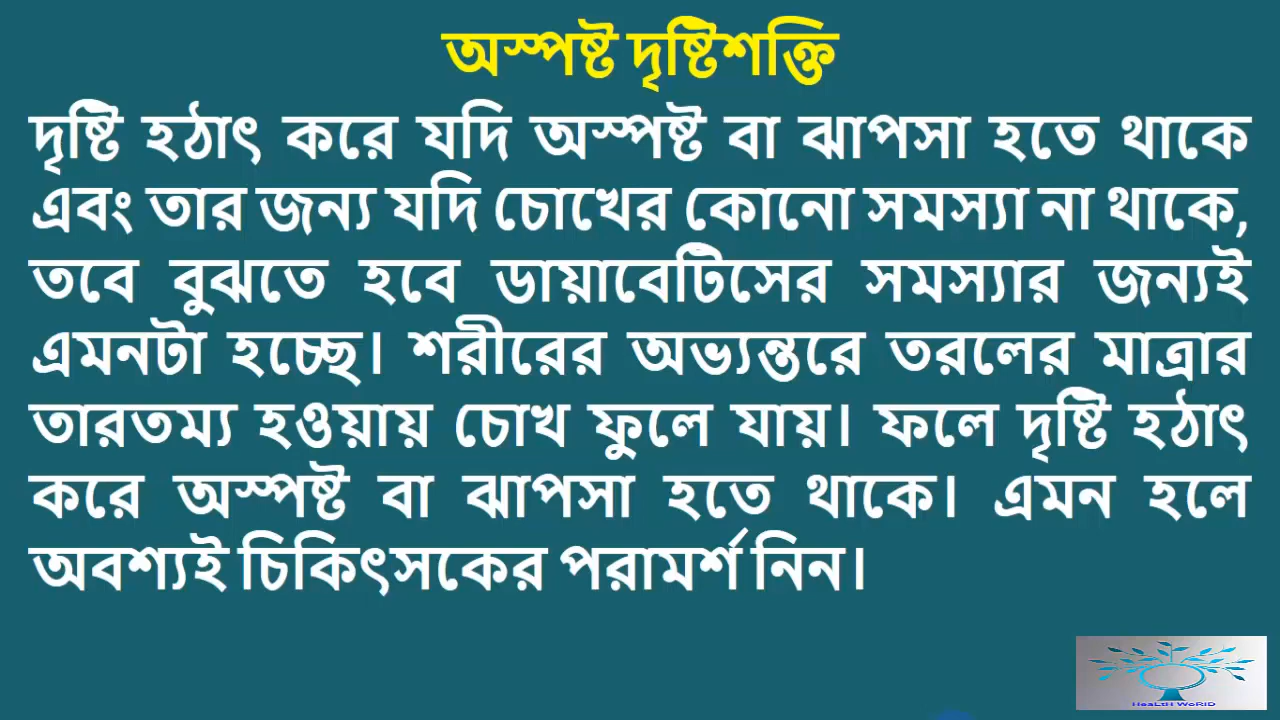 অস্পষ্ট দৃষ্টিশক্তি
দৃষ্টি হঠাৎ করে যদি অস্পষ্ট বা ঝাপসা হতে থাকে
এবং তার জন্য যদি চোখের কোনো সমস্যা না থাকে,
তবে বুঝতে হবে ডায়াবেটিসের সমস্যার জন্যই
এমনটা হচ্ছে। শরীরের অভ্যন্তরে তরলের মাত্রার
তারতম্য হওয়ায় চোখ ফুলে যায়। ফলে দৃষ্টি হঠাৎ
করে অস্পষ্ট বা ঝাপসা হতে থাকে। এমন হলে
অবশ্যই চিকিৎসকের পরামর্শ নিন।
HeaLtH WoRlD